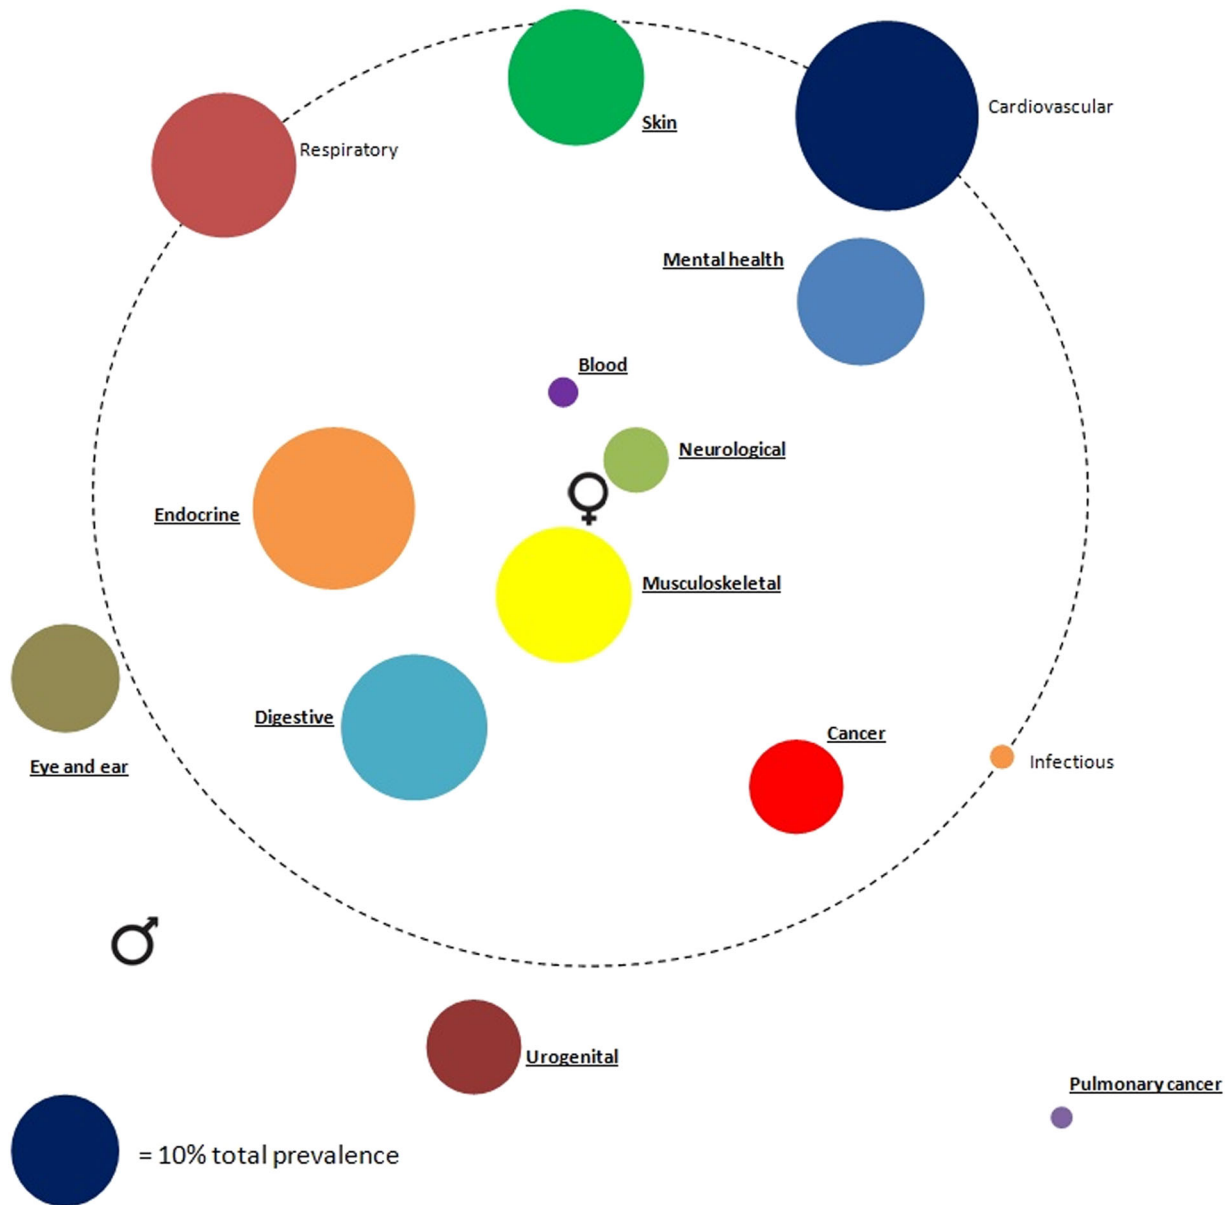 Skin
Cardiovascular
Respiratory
Mental health
Blood
Neurological
Endocrine
Musculoskeletal
Digestive
Cancer
Eye and ear
Infectious
Urogenital
Pulmonary cancer
= 10% total prevalence